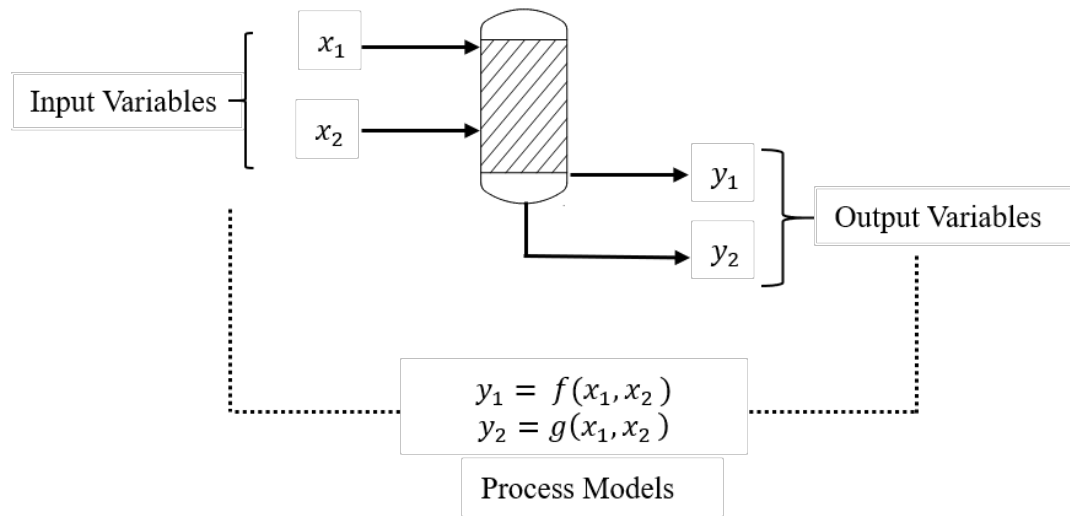 x₁
Input Variables
x₂
y₁
Output Variables
y₂
y₁ = f(x₁, x₂ )
y₂ = g(x₁, x₂ )
Process Models